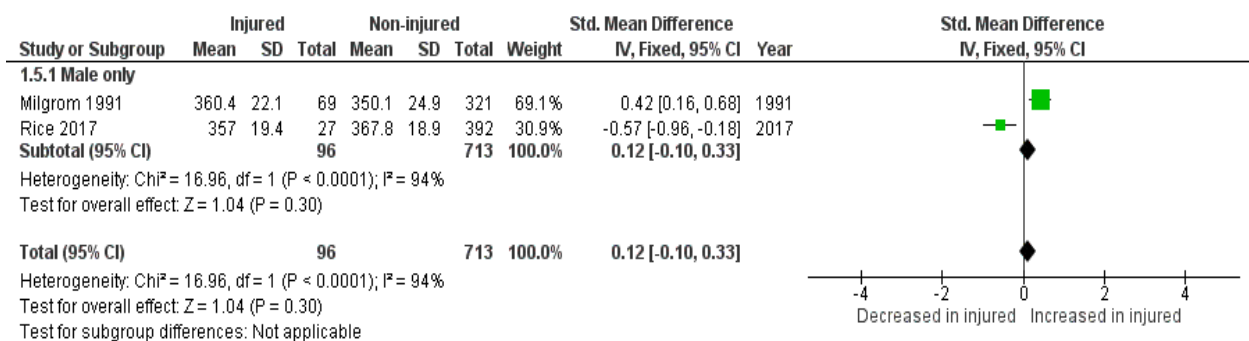 Injured Non-injured Std. Mean Difference Std. Mean Difference
Study or Subgroup Mean SD Total Mean SD Total Weight IV, Fixed, 95% CI Year IV, Fixed, 95% CI
1.5.1 Male only
Milgrom 1991 360.4 22.1 69 350.1 24.9 321 69.1% 0.42 [0.16, 0.68] 1991
Rice 2017 357 19.4 27 367.8 18.9 392 30.9% -0.57 [-0.96, -0.18] 2017
Subtotal (95% CI) 96 713 100.0% 0.12 [-0.10, 0.33]
Heterogeneity: Chi² = 16.96, df = 1 (P < 0.0001); I² = 94%
Test for overall effect: Z = 1.04 (P = 0.30)
Total (95% CI) 96 713 100.0% 0.12 [-0.10, 0.33]
Heterogeneity: Chi² = 16.96, df = 1 (P < 0.0001); I² = 94%
Test for overall effect: Z = 1.04 (P = 0.30)
Test for subgroup differences: Not applicable
-4 -2 0 2 4
Decreased in injured Increased in injured